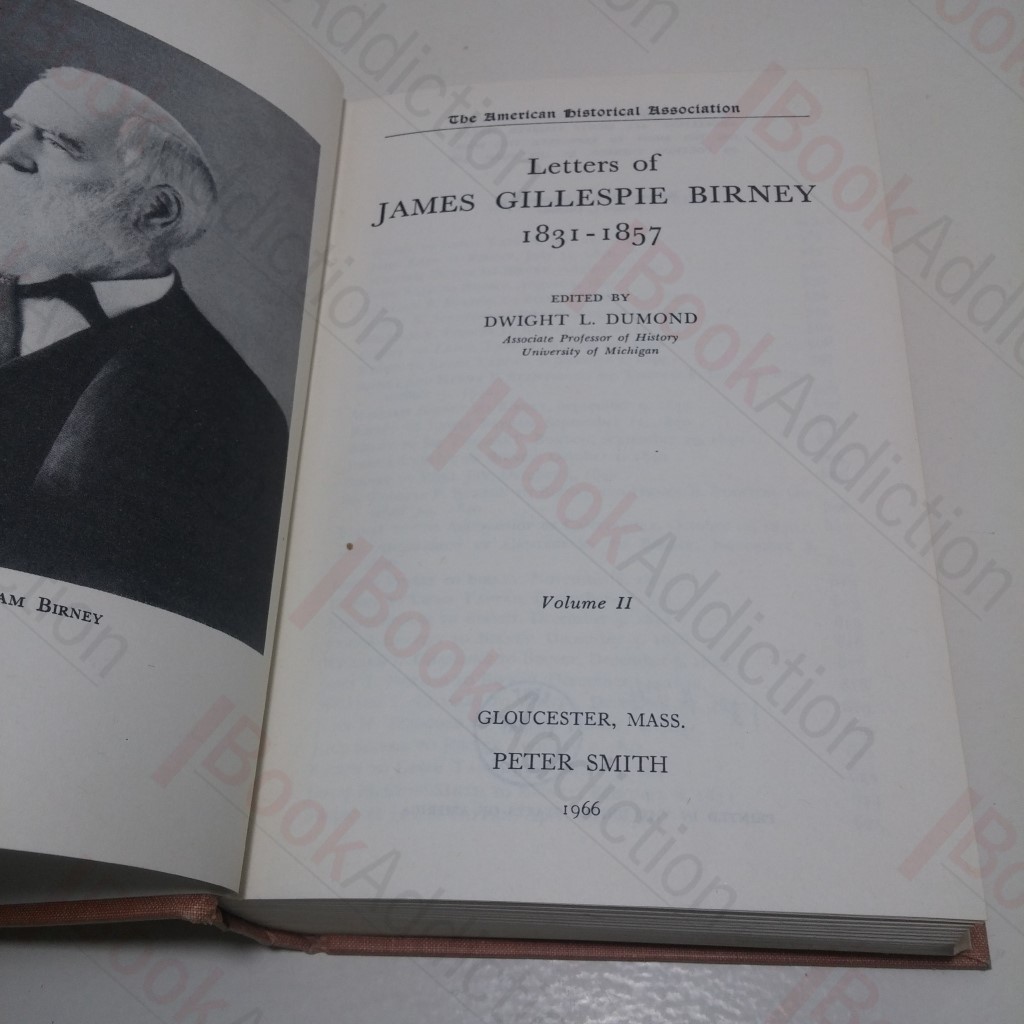 AM BIRNEY
The American Historical Association
Letters of
JAMES GILLESPIE BIRNEY
1831-1857
EDITED BY
DWIGHT L. DUMOND
Associate Professor of History
University of Michigan
Volume II
GLOUCESTER, MASS.
PETER SMITH
1966
BookAddiction